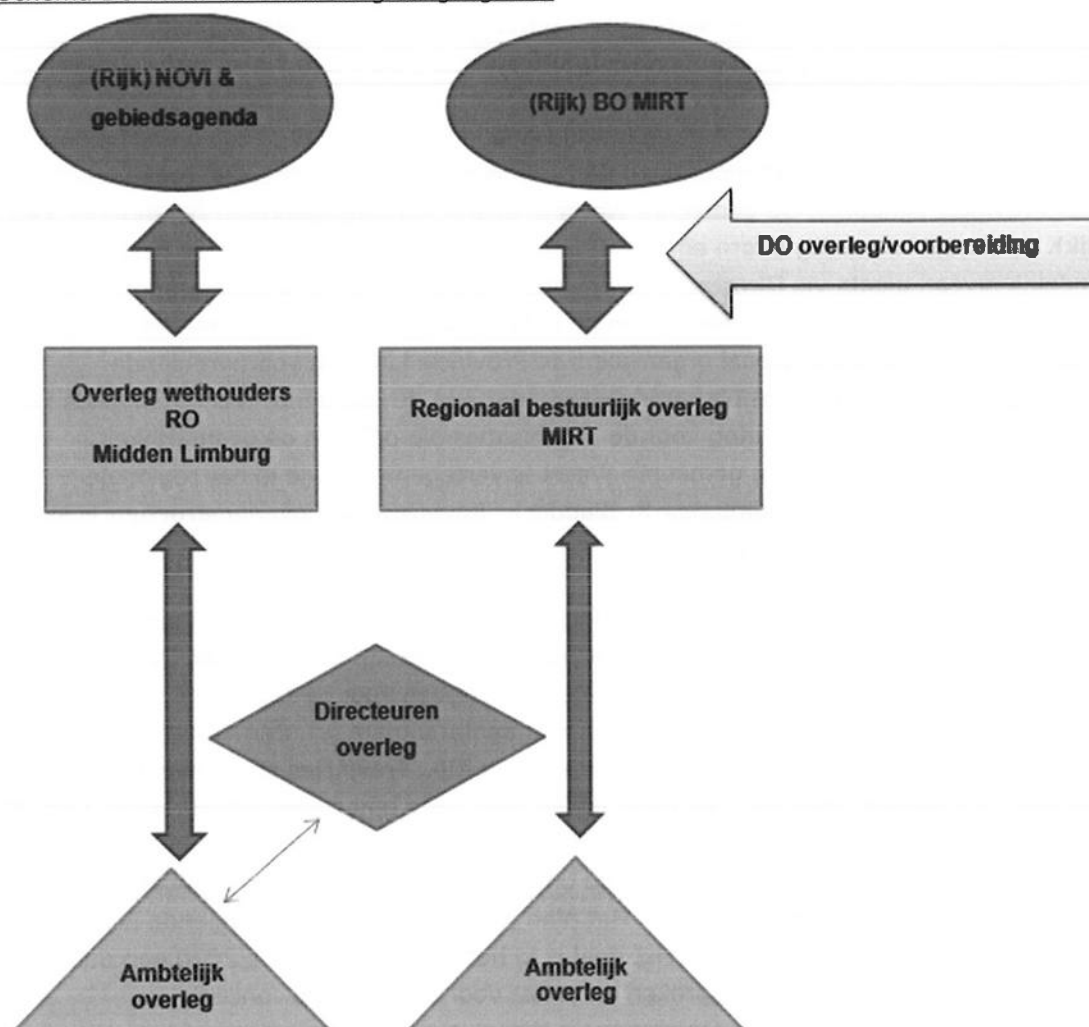 (Rijk) NOVI &
gebiedsagenda
(Rijk) BO MIRT
DO overleg/voorbereiding
Overleg wethouders
RO
Midden Limburg
Regionaal bestuurlijk overleg
MIRT
Directeuren
overleg
Ambtelijk
overleg
Ambtelijk
overleg